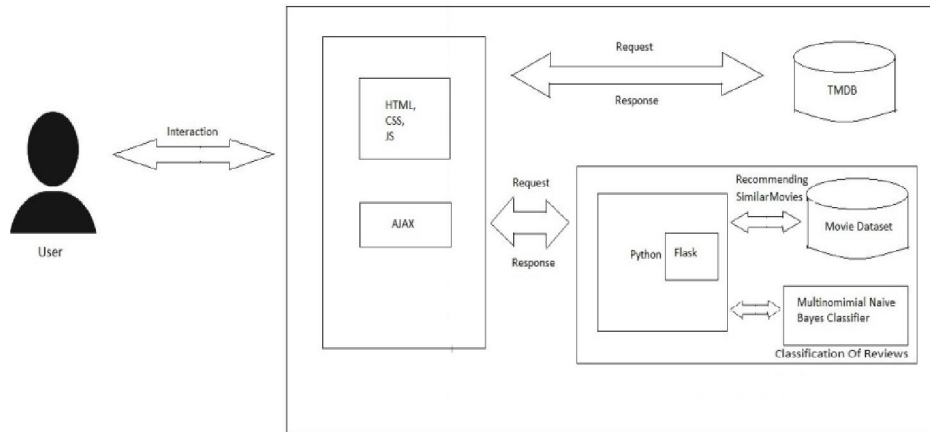 User
Interaction
HTML,
CSS,
JS
AJAX
Request
Response
TMDB
Request
Response
Python
Flask
Recommending
SimilarMovies
Movie Dataset
Multinomimial Naive
Bayes Classifier
Classification Of Reviews